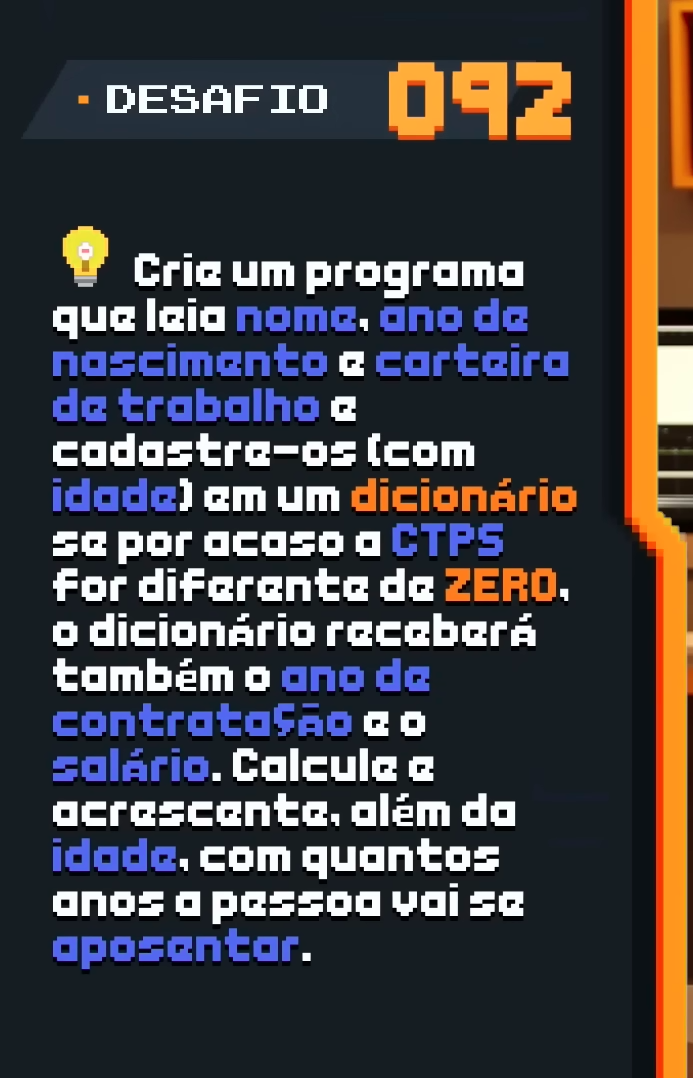 DESAFIO 092
Crie um programa
que leia nome, ano de
nascimento e carteira
de trabalho e
cadastre-os (com
idade) em um dicionário
se por acaso a CTPS
for diferente de ZERO,
o dicionário receberá
também o ano de
contratação e o
salário. Calcule e
acrescente, além da
idade, com quantos
anos a pessoa vai se
aposentar.